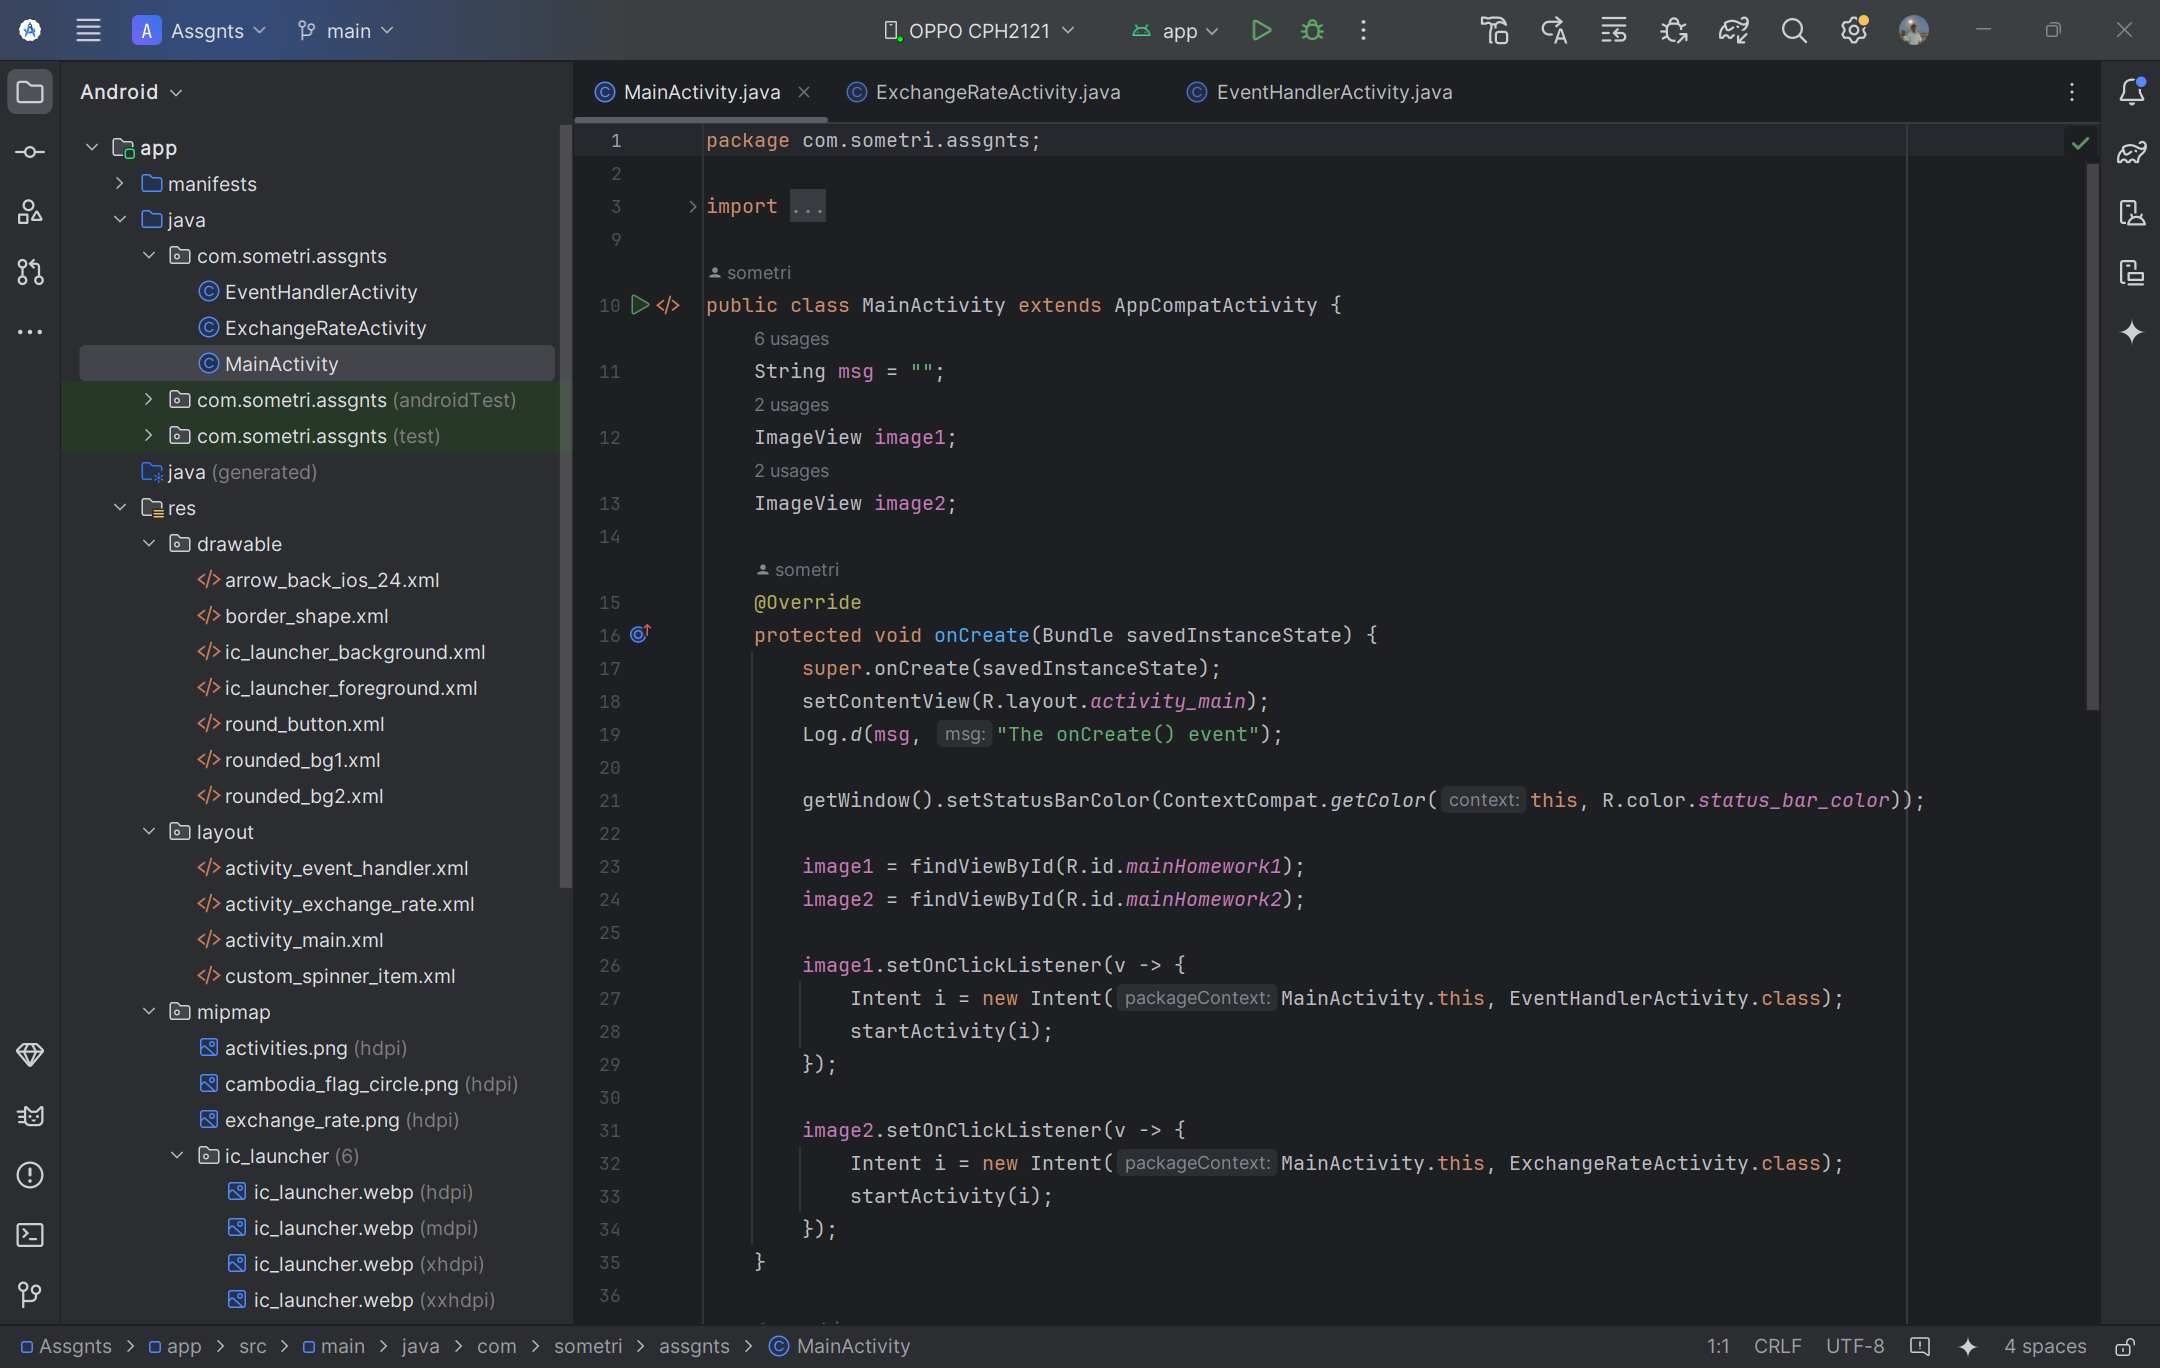 A Assgnts main OPPO CPH2121 app
Android
app
manifests
java
com.sometri.assgnts
EventHandlerActivity
ExchangeRateActivity
MainActivity
com.sometri.assgnts (androidTest)
com.sometri.assgnts (test)
java (generated)
res
drawable
arrow_back_ios_24.xml
border_shape.xml
ic_launcher_background.xml
ic_launcher_foreground.xml
round_button.xml
rounded_bg1.xml
rounded_bg2.xml
layout
activity_event_handler.xml
activity_exchange_rate.xml
activity_main.xml
custom_spinner_item.xml
mipmap
activities.png (hdpi)
cambodia_flag_circle.png (hdpi)
exchange_rate.png (hdpi)
ic_launcher (6)
ic_launcher.webp (hdpi)
ic_launcher.webp (mdpi)
ic_launcher.webp (xhdpi)
ic_launcher.webp (xxhdpi)
MainActivity.java ExchangeRateActivity.java EventHandlerActivity.java
1 package com.sometri.assgnts;
2
3 import ...
9
sometri
10 public class MainActivity extends AppCompatActivity {
6 usages
11 String msg = "";
2 usages
12 ImageView image1;
2 usages
13 ImageView image2;
14
sometri
15 @Override
16 protected void onCreate(Bundle savedInstanceState) {
17 super.onCreate(savedInstanceState);
18 setContentView(R.layout.activity_main);
19 Log.d(msg, msg: "The onCreate() event");
20
21 getWindow().setStatusBarColor(ContextCompat.getColor( context: this, R.color.status_bar_color));
22
23 image1 = findViewById(R.id.mainHomework1);
24 image2 = findViewById(R.id.mainHomework2);
25
26 image1.setOnClickListener(v -> {
27 Intent i = new Intent( packageContext: MainActivity.this, EventHandlerActivity.class);
28 startActivity(i);
29 });
30
31 image2.setOnClickListener(v -> {
32 Intent i = new Intent( packageContext: MainActivity.this, ExchangeRateActivity.class);
33 startActivity(i);
34 });
35 }
36
Assgnts > app > src > main > java > com > sometri > assgnts > MainActivity 1:1 CRLF UTF-8 4 spaces